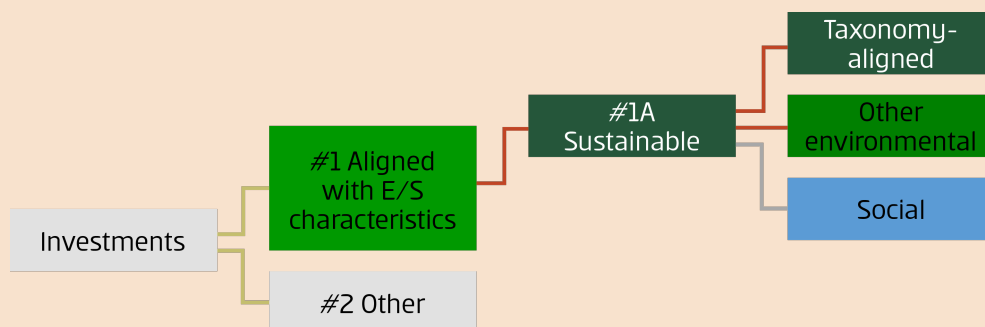 Taxonomy-
aligned
#1A
Sustainable
Other
environmental
#1 Aligned
with E/S
characteristics
Social
Investments
#2 Other